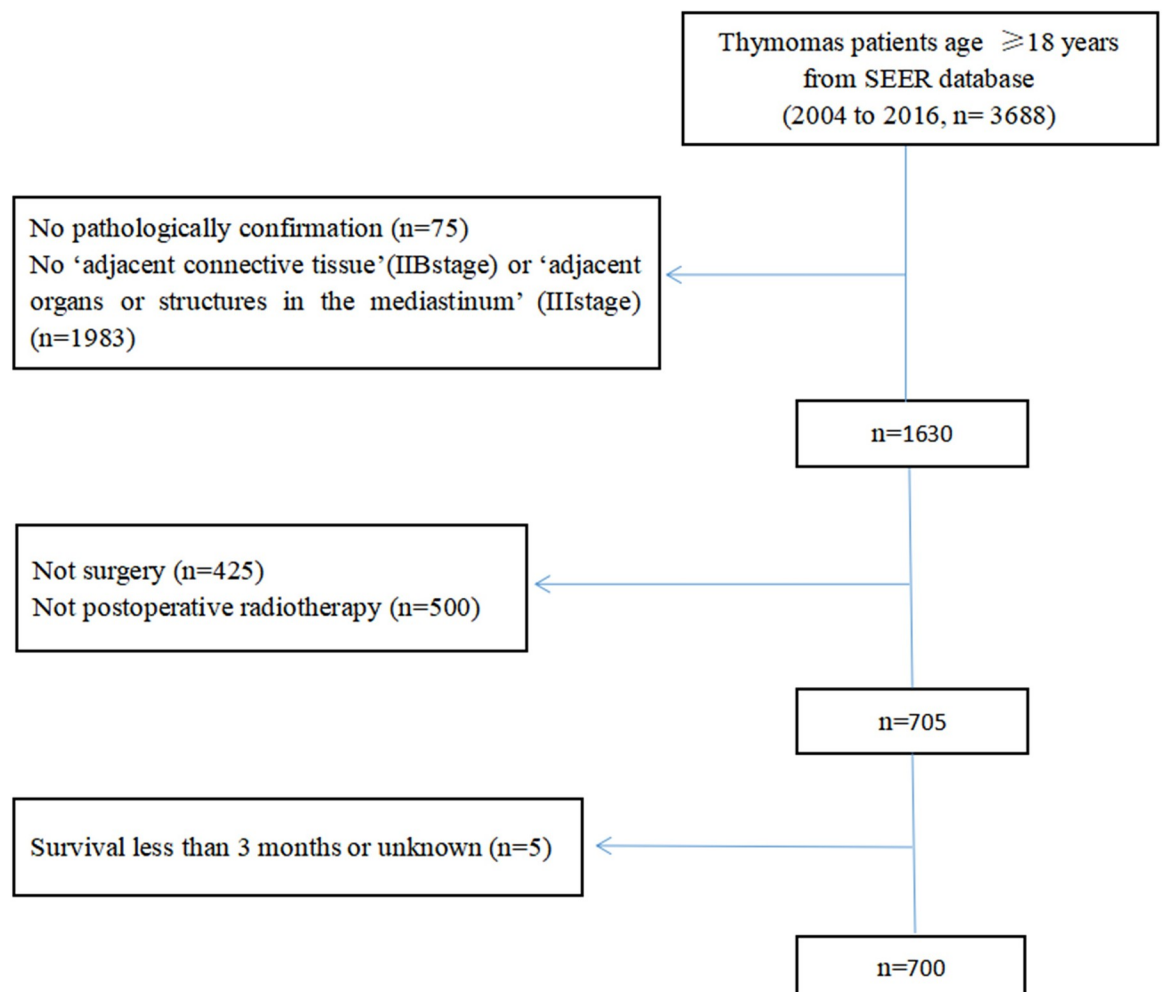 Thymomas patients age ≥18 years
from SEER database
(2004 to 2016, n= 3688)
No pathologically confirmation (n=75)
No ‘adjacent connective tissue’(IIBstage) or ‘adjacent
organs or structures in the mediastinum’ (IIIstage)
(n=1983)
n=1630
Not surgery (n=425)
Not postoperative radiotherapy (n=500)
n=705
Survival less than 3 months or unknown (n=5)
n=700